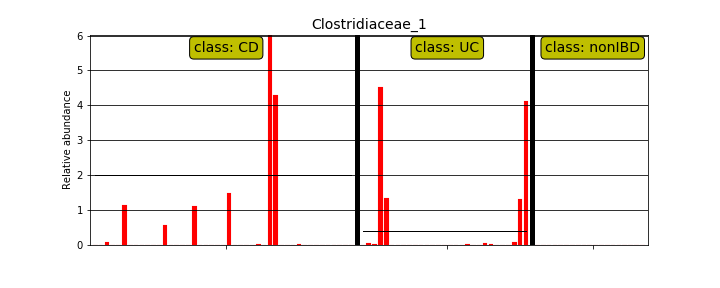 Clostridiaceae_1
class: CD
class: UC
class: nonIBD
Relative abundance
6
5
4
3
2
1
0